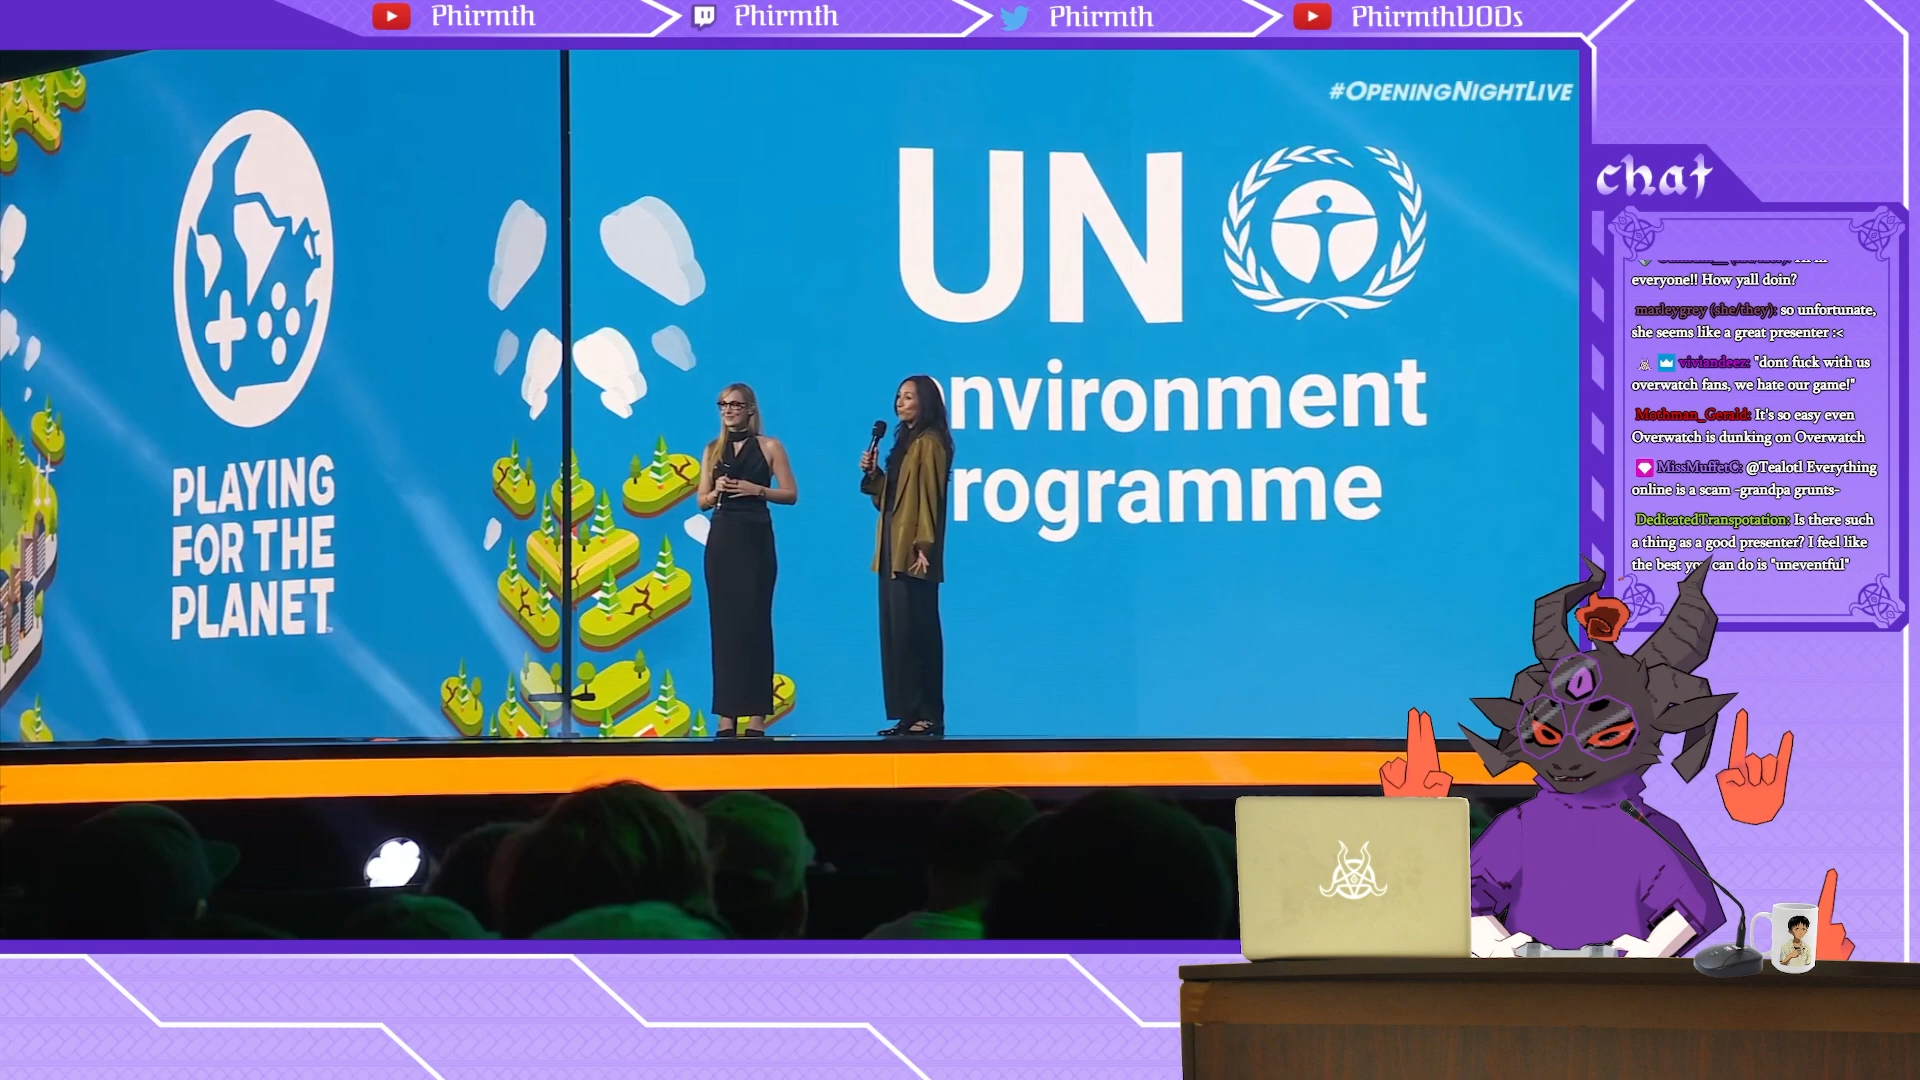 Phirmth
Phirmth
Phirmth
PhirmthVODs
#OPENINGNIGHTLIVE
UN
environment
rogramme
PLAYING
FOR THE
PLANET
chat
everyone!! How yall doin?
marleygrey (she/they): so unfortunate,
she seems like a great presenter :<
viviandeez: "dont fuck with us
overwatch fans, we hate our game!"
Mothman_Gerald: It's so easy even
Overwatch is dunking on Overwatch
MissMuffetC: @Tealotl Everything
online is a scam -grandpa grunts-
DedicatedTranspotation: Is there such
a thing as a good presenter? I feel like
the best you can do is "uneventful"